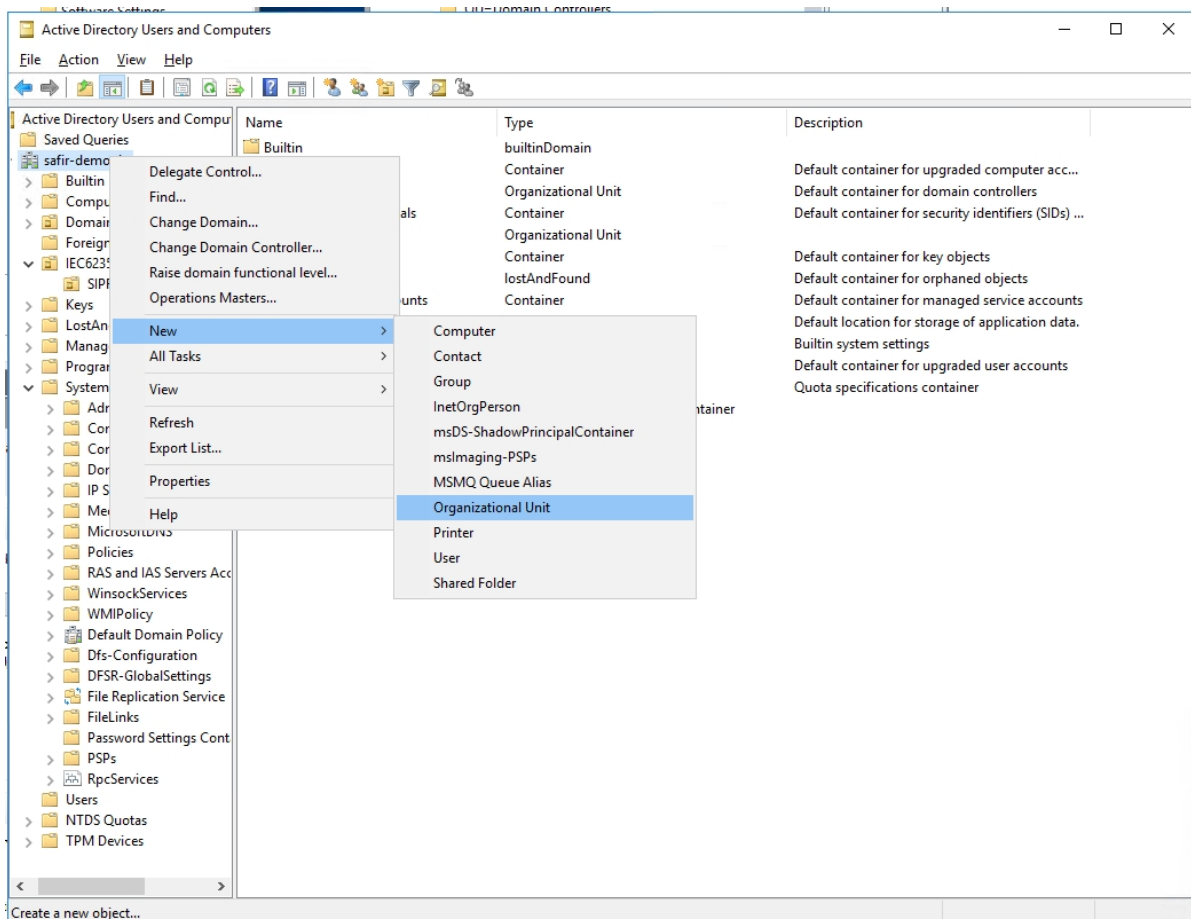 Software Settings
OU=Domain Controllers
Active Directory Users and Computers
File Action View Help
Active Directory Users and Comput
Saved Queries
safir-demo
Builtin
Compu
Domain
Foreign
IEC6235
SIPR
Keys
LostAn
Manag
Program
System
Adr
Cor
Cor
Dor
IP S
Mee
MicrosoftDNS
Policies
RAS and IAS Servers Acc
WinsockServices
WMIPolicy
Default Domain Policy
Dfs-Configuration
DFSR-GlobalSettings
File Replication Service
FileLinks
Password Settings Cont
PSPs
RpcServices
Users
NTDS Quotas
TPM Devices
Name Type Description
Builtin builtinDomain
Container Default container for upgraded computer acc...
Organizational Unit Default container for domain controllers
als Container Default container for security identifiers (SIDs) ...
Organizational Unit
Container Default container for key objects
lostAndFound Default container for orphaned objects
unts Container Default container for managed service accounts
Default location for storage of application data.
Builtin system settings
Default container for upgraded user accounts
Quota specifications container
ntainer
Delegate Control...
Find...
Change Domain...
Change Domain Controller...
Raise domain functional level...
Operations Masters...
New
All Tasks
View
Refresh
Export List...
Properties
Help
Computer
Contact
Group
InetOrgPerson
msDS-ShadowPrincipalContainer
msImaging-PSPs
MSMQ Queue Alias
Organizational Unit
Printer
User
Shared Folder
Create a new object...